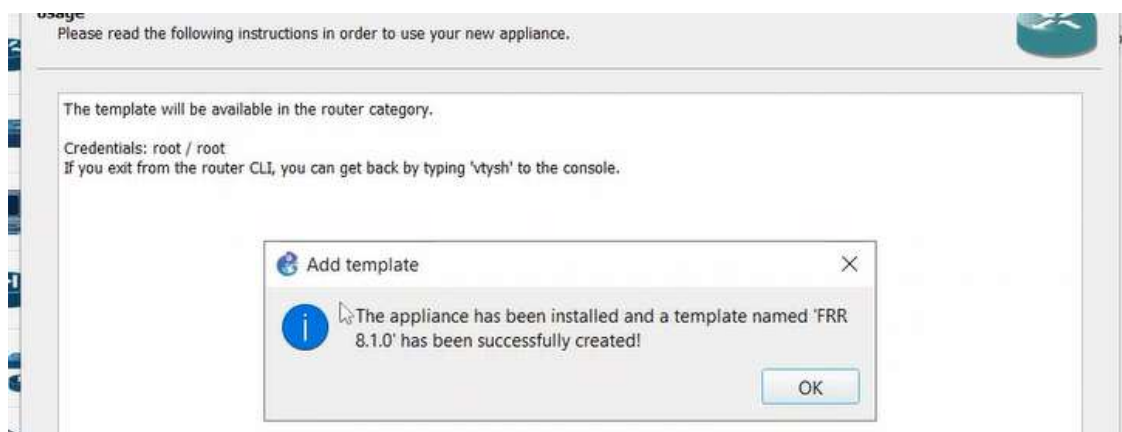 usage
Please read the following instructions in order to use your new appliance.
The template will be available in the router category.
Credentials: root / root
If you exit from the router CLI, you can get back by typing 'vtysh' to the console.
Add template
The appliance has been installed and a template named 'FRR
8.1.0' has been successfully created!
OK